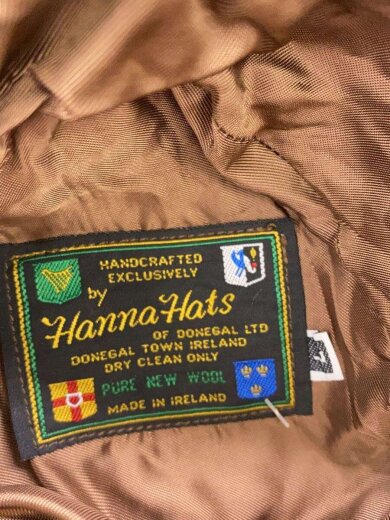 HANDCRAFTED
EXCLUSIVELY
by
Hanna Hats
OF DONEGAL LTD
DONEGAL TOWN IRELAND
DRY CLEAN ONLY
PURE NEW WOOL
MADE IN IRELAND